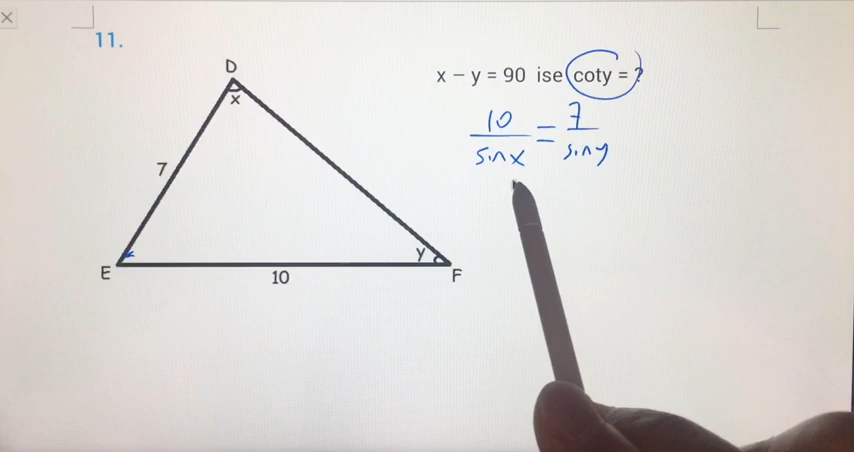 11.
D
x
x − y = 90 ise coty = ?
10/sinx = 7/siny
7
y
E
10
F